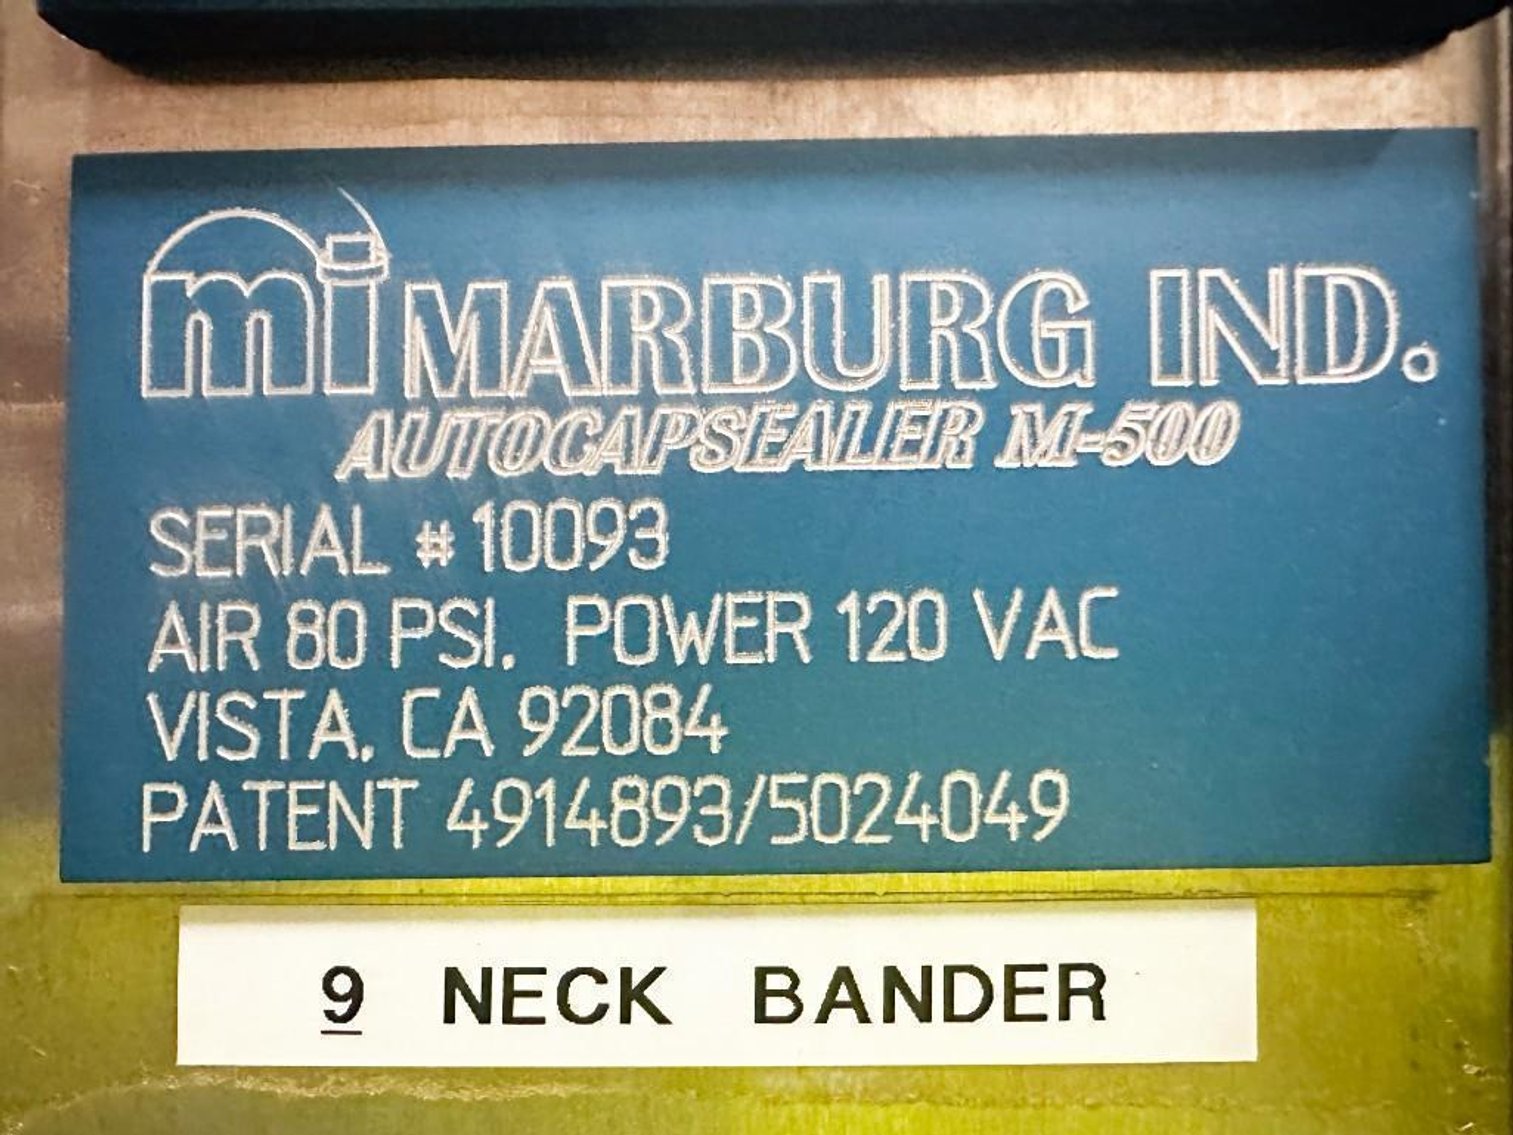 mi MARBURG IND.
AUTOCAPSEALER M-500
SERIAL #10093
AIR 80 PSI. POWER 120 VAC
VISTA. CA 92084
PATENT 4914893/5024049
9 NECK BANDER